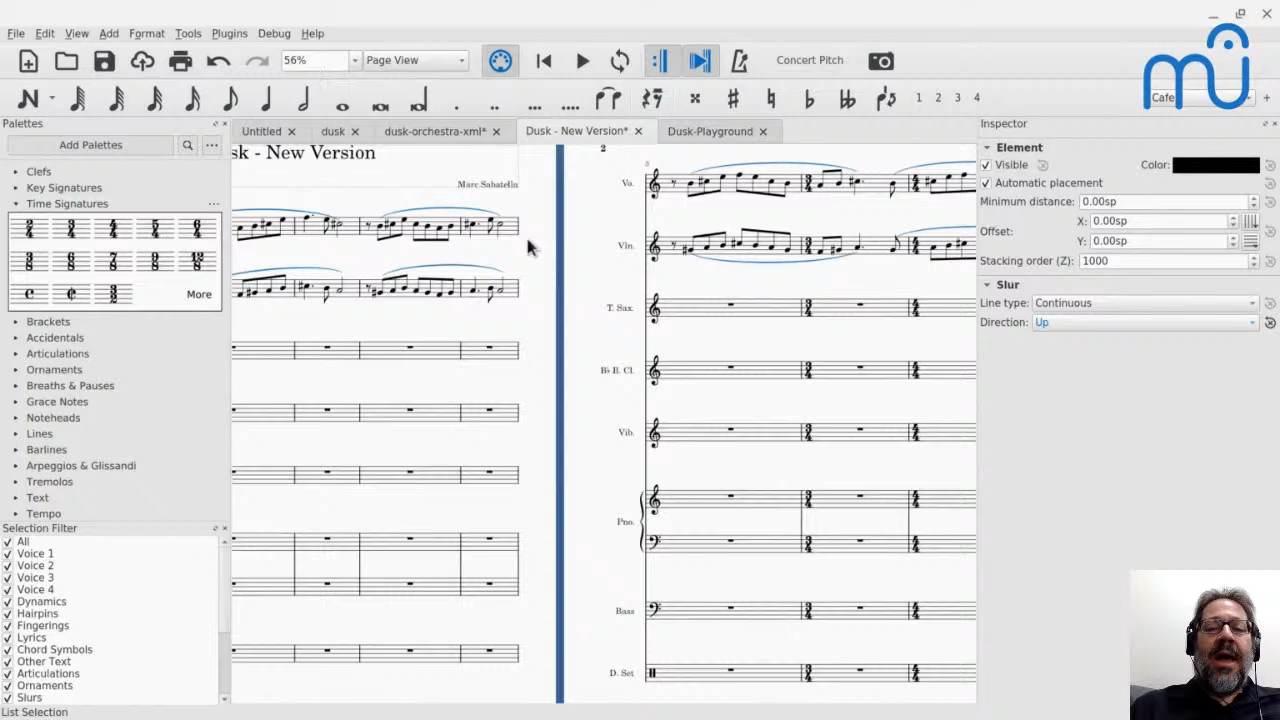 File Edit View Add Format Tools Plugins Debug Help
56% Page View Concert Pitch
1 2 3 4 Cafe
Palettes
Add Palettes
Clefs
Key Signatures
Time Signatures
More
Brackets
Accidentals
Articulations
Ornaments
Breaths & Pauses
Grace Notes
Noteheads
Lines
Barlines
Arpeggios & Glissandi
Tremolos
Text
Tempo
Selection Filter
All
Voice 1
Voice 2
Voice 3
Voice 4
Dynamics
Hairpins
Fingerings
Lyrics
Chord Symbols
Other Text
Articulations
Ornaments
Slurs
List Selection
Untitled dusk dusk-orchestra-xml* Dusk - New Version* Dusk-Playground
sk - New Version
Marc Sabatella
2
Vo.
Vln.
T. Sax.
B♭ B. Cl.
Vib.
Pno.
Bass
D. Set
Inspector
Element
Visible Color:
Automatic placement
Minimum distance: 0.00sp
X: 0.00sp
Offset:
Y: 0.00sp
Stacking order (Z): 1000
Slur
Line type: Continuous
Direction: Up